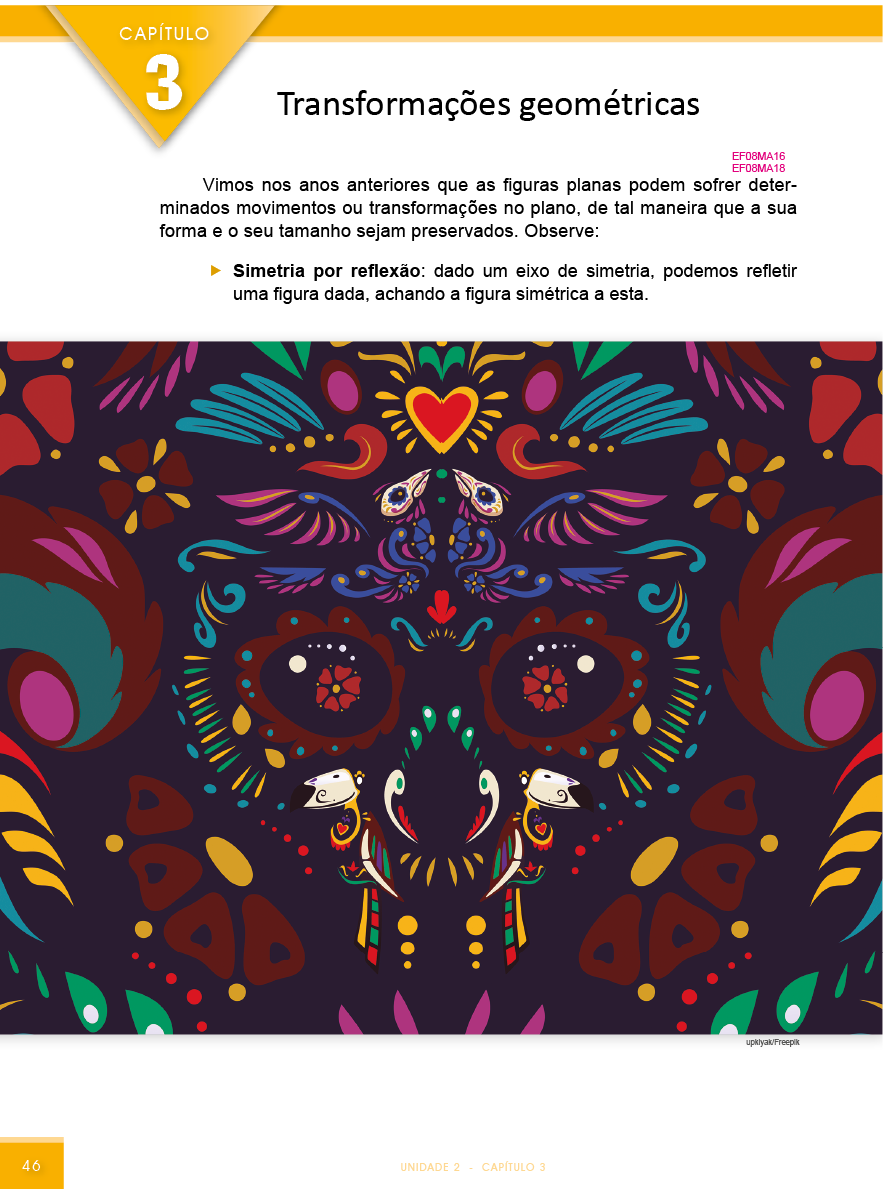 CAPÍTULO
3
Transformações geométricas
EF08MA16
EF08MA18
Vimos nos anos anteriores que as figuras planas podem sofrer deter-
minados movimentos ou transformações no plano, de tal maneira que a sua
forma e o seu tamanho sejam preservados. Observe:
Simetria por reflexão: dado um eixo de simetria, podemos refletir
uma figura dada, achando a figura simétrica a esta.
upklyak/Freepik
46
UNIDADE 2 - CAPÍTULO 3